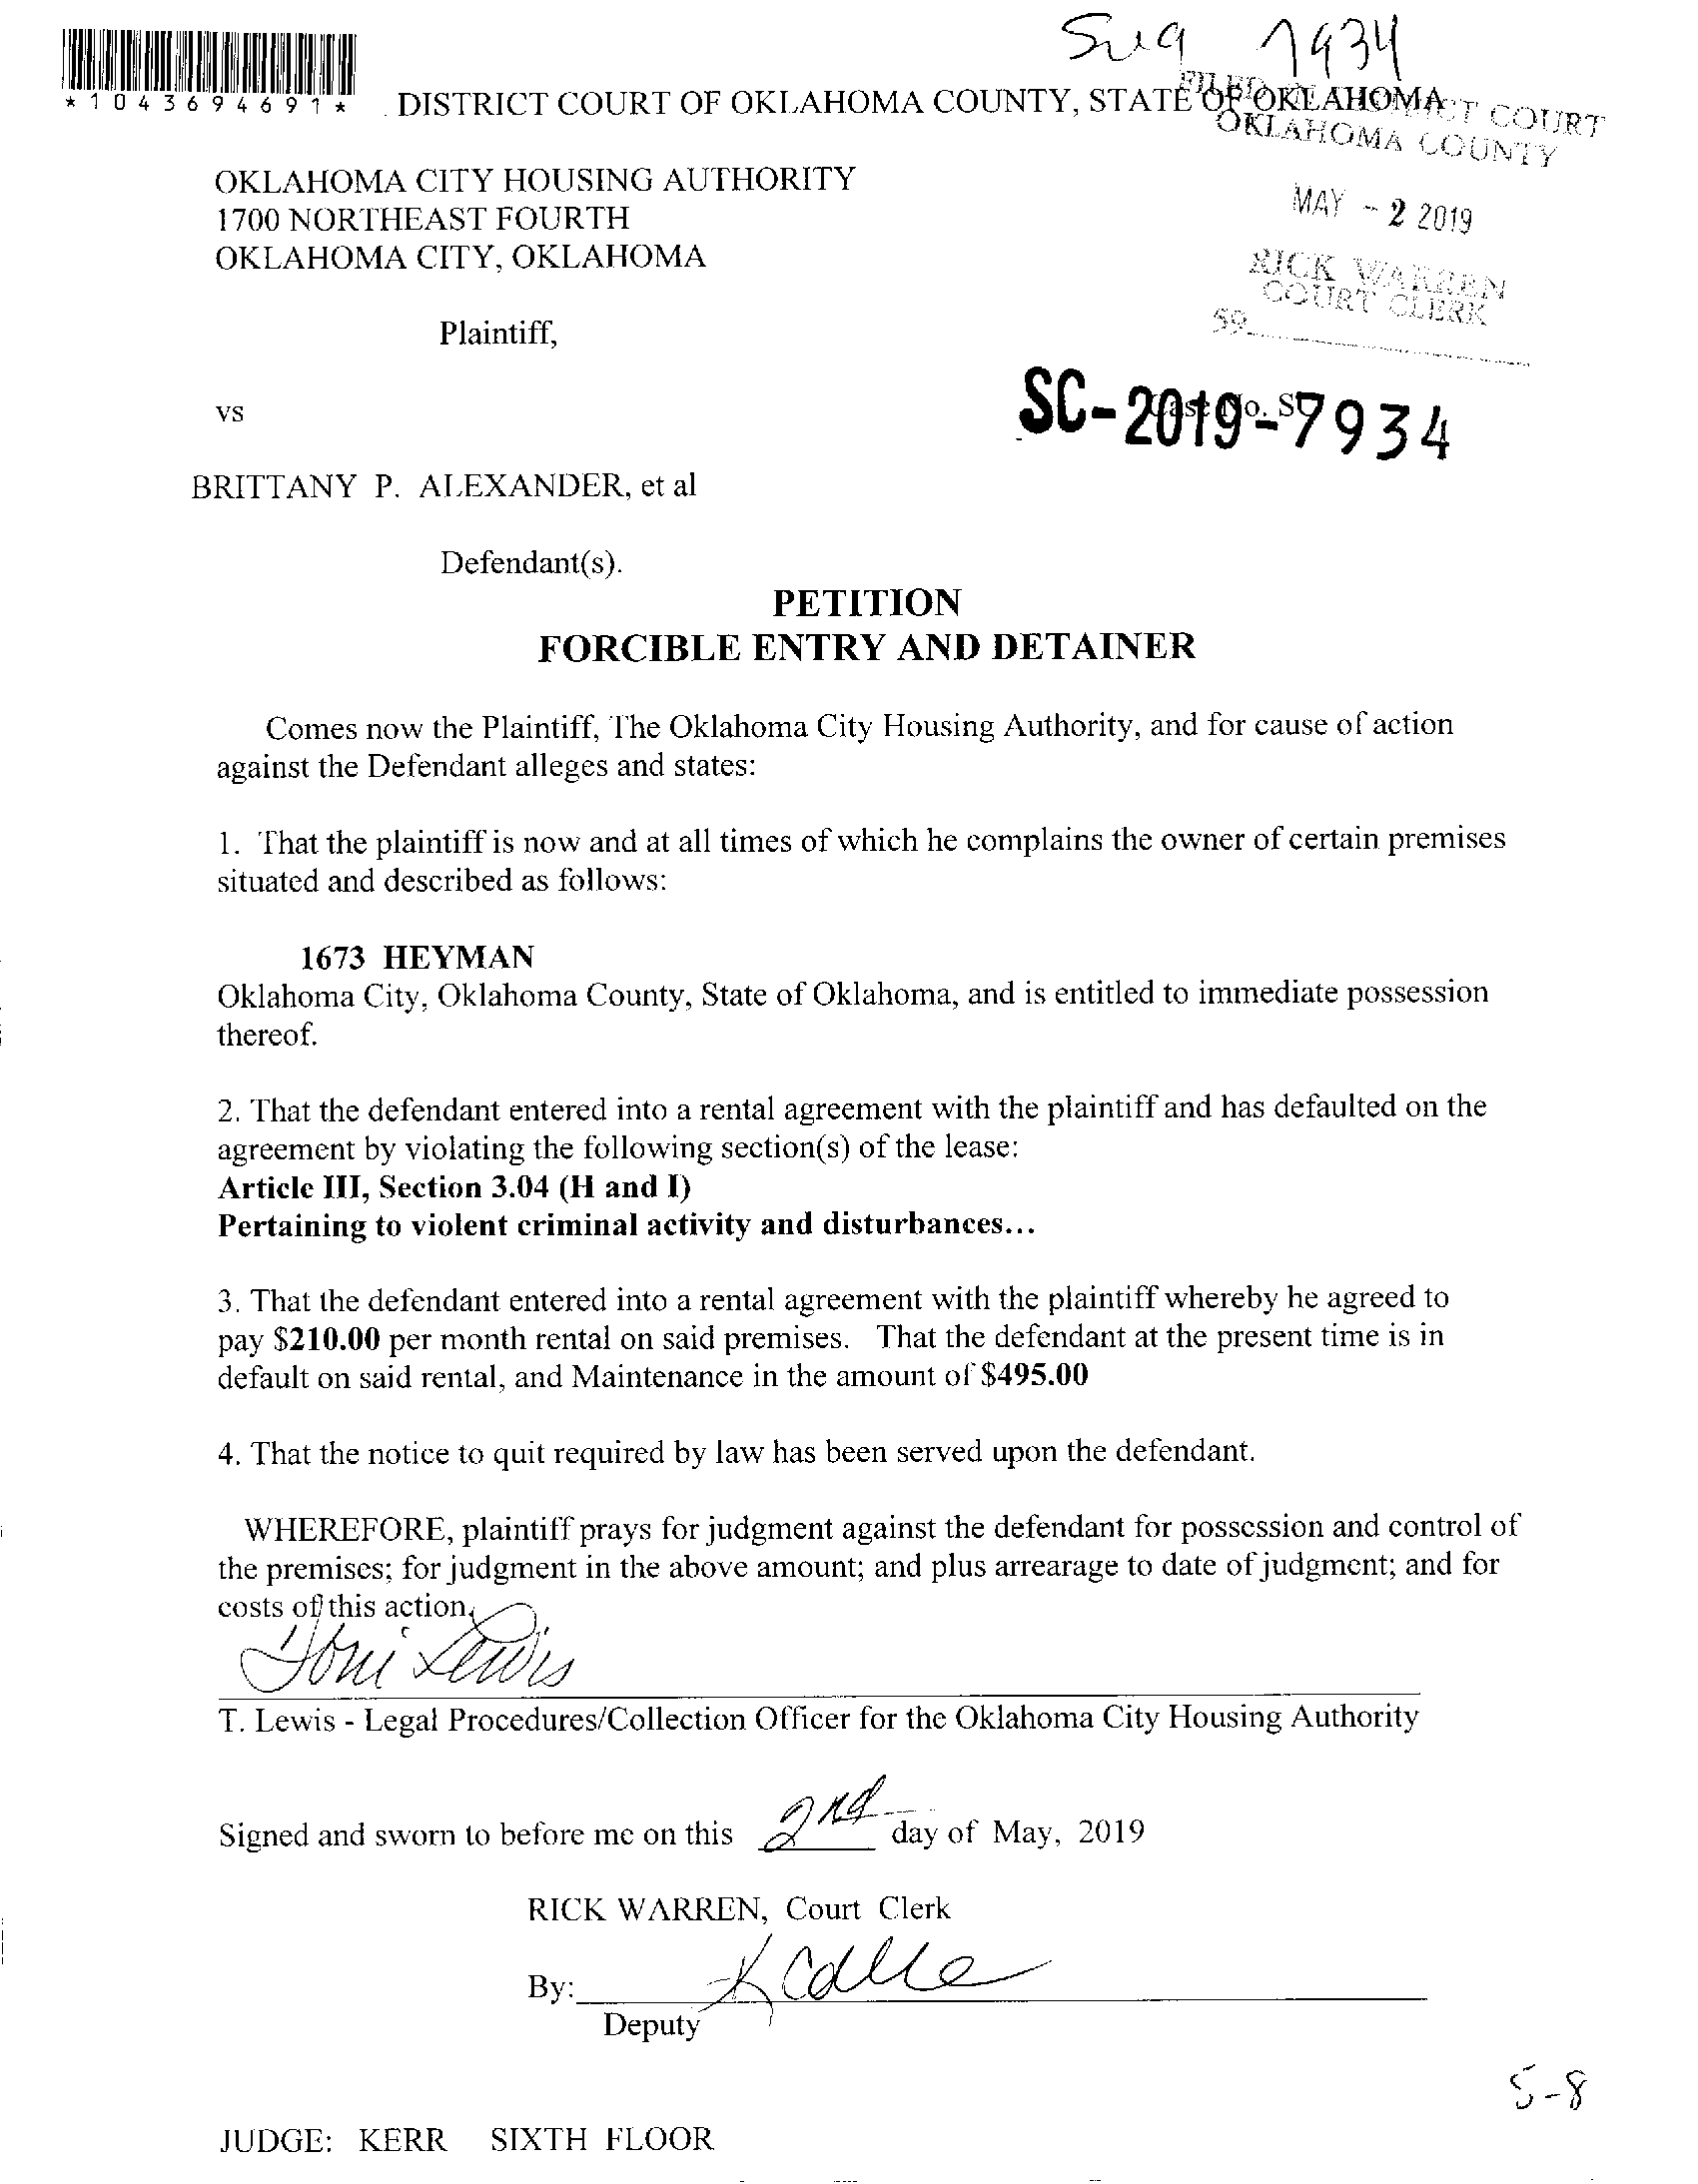 7934
*1043694691*
DISTRICT COURT OF OKLAHOMA COUNTY, STATE OF OKLAHOMA
FILED IN DISTRICT COURT
OKLAHOMA COUNTY
OKLAHOMA CITY HOUSING AUTHORITY
1700 NORTHEAST FOURTH
OKLAHOMA CITY, OKLAHOMA
MAY - 2 2019
RICK WARREN
COURT CLERK
59
Plaintiff,
vs
Case No. SC
SC-2019-7934
BRITTANY P. ALEXANDER, et al
Defendant(s).
PETITION
FORCIBLE ENTRY AND DETAINER
Comes now the Plaintiff, The Oklahoma City Housing Authority, and for cause of action
against the Defendant alleges and states:
1. That the plaintiff is now and at all times of which he complains the owner of certain premises
situated and described as follows:
1673 HEYMAN
Oklahoma City, Oklahoma County, State of Oklahoma, and is entitled to immediate possession
thereof.
2. That the defendant entered into a rental agreement with the plaintiff and has defaulted on the
agreement by violating the following section(s) of the lease:
Article III, Section 3.04 (H and I)
Pertaining to violent criminal activity and disturbances...
3. That the defendant entered into a rental agreement with the plaintiff whereby he agreed to
pay $210.00 per month rental on said premises. That the defendant at the present time is in
default on said rental, and Maintenance in the amount of $495.00
4. That the notice to quit required by law has been served upon the defendant.
WHEREFORE, plaintiff prays for judgment against the defendant for possession and control of
the premises; for judgment in the above amount; and plus arrearage to date of judgment; and for
costs of this action.
Toni Lewis
T. Lewis - Legal Procedures/Collection Officer for the Oklahoma City Housing Authority
Signed and sworn to before me on this 2nd day of May, 2019
RICK WARREN, Court Clerk
By:
Deputy
5-8
JUDGE: KERR SIXTH FLOOR